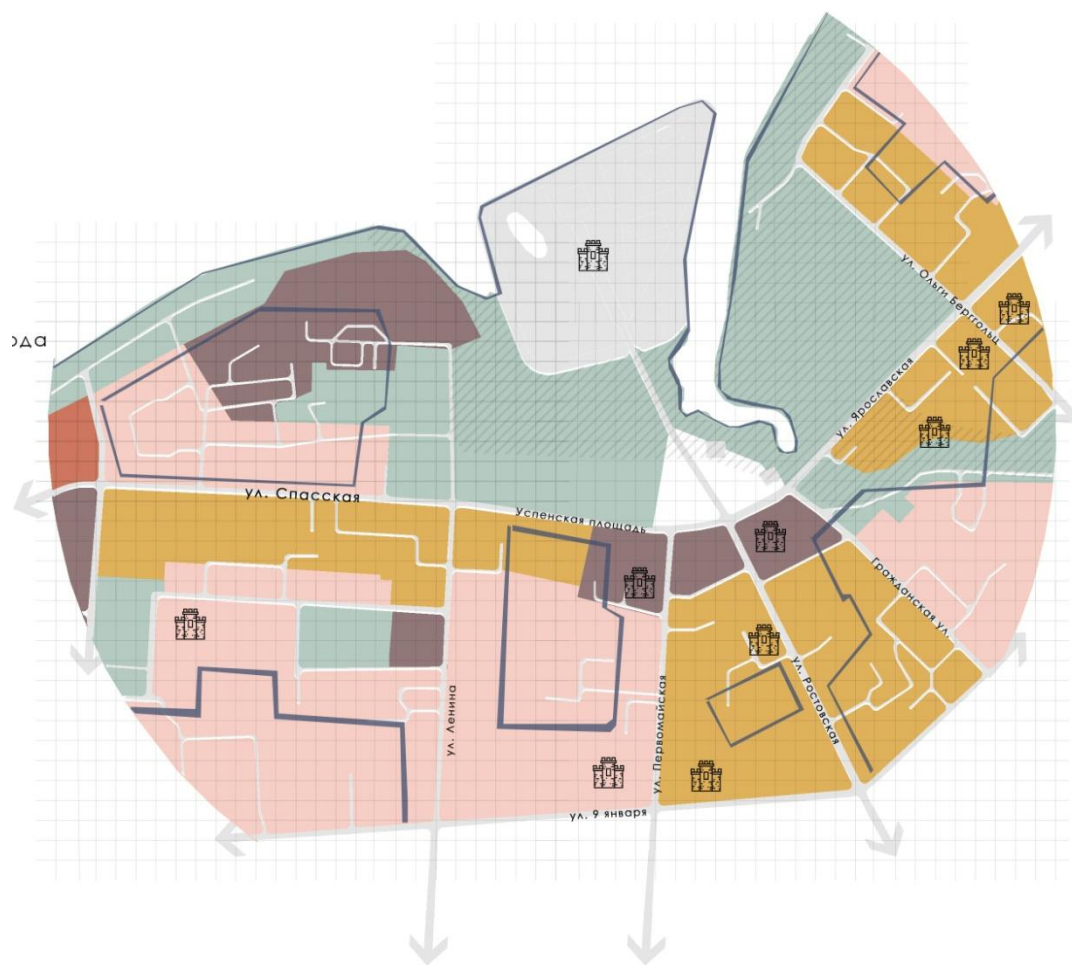 ул. Ольги Берггольц
ода
ул. Ярославская
ул. Спасская
Успенская площадь
Гражданская ул.
ул. Ленина
ул. Первомайская
ул. Ростовская
ул. 9 января